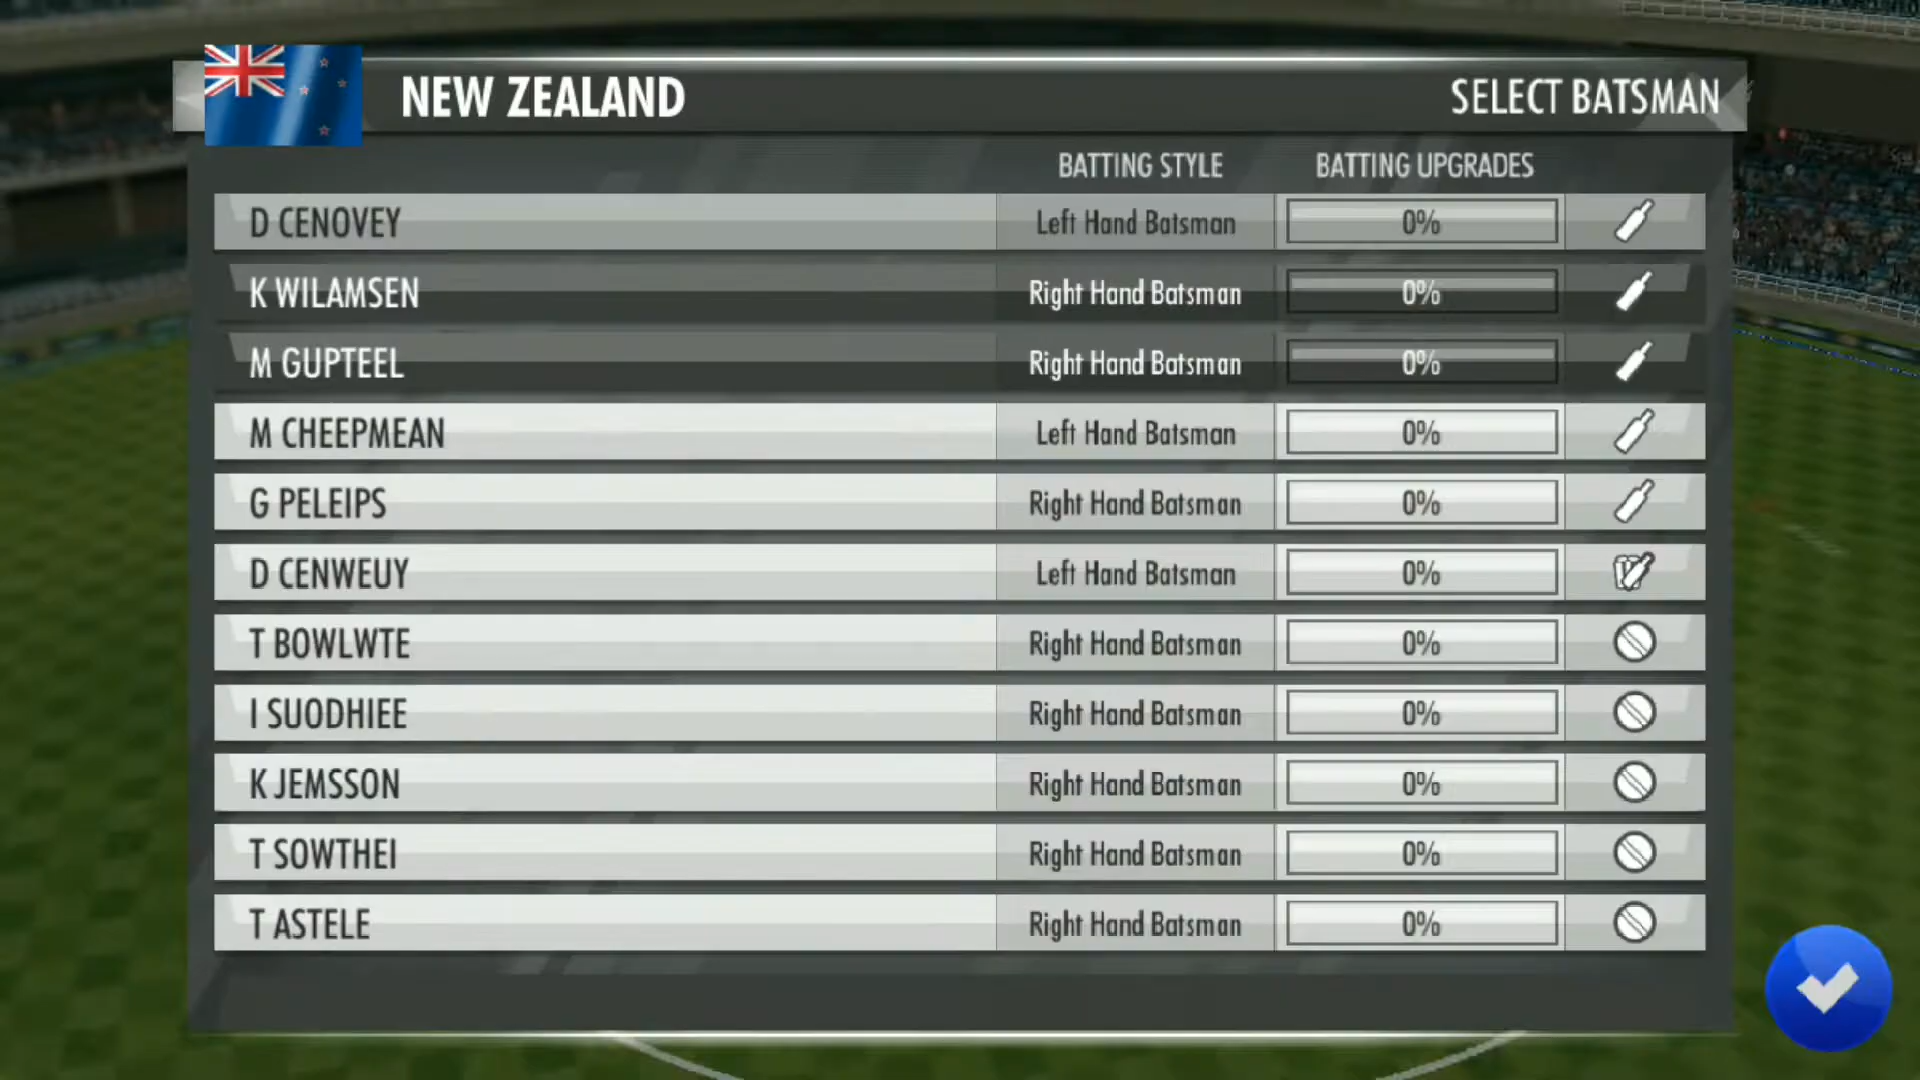 NEW ZEALAND SELECT BATSMAN
BATTING STYLE BATTING UPGRADES
D CENOVEY Left Hand Batsman 0%
K WILAMSEN Right Hand Batsman 0%
M GUPTEEL Right Hand Batsman 0%
M CHEEPMEAN Left Hand Batsman 0%
G PELEIPS Right Hand Batsman 0%
D CENWEUY Left Hand Batsman 0%
T BOWLWTE Right Hand Batsman 0%
I SUODHIEE Right Hand Batsman 0%
K JEMSSON Right Hand Batsman 0%
T SOWTHEI Right Hand Batsman 0%
T ASTELE Right Hand Batsman 0%